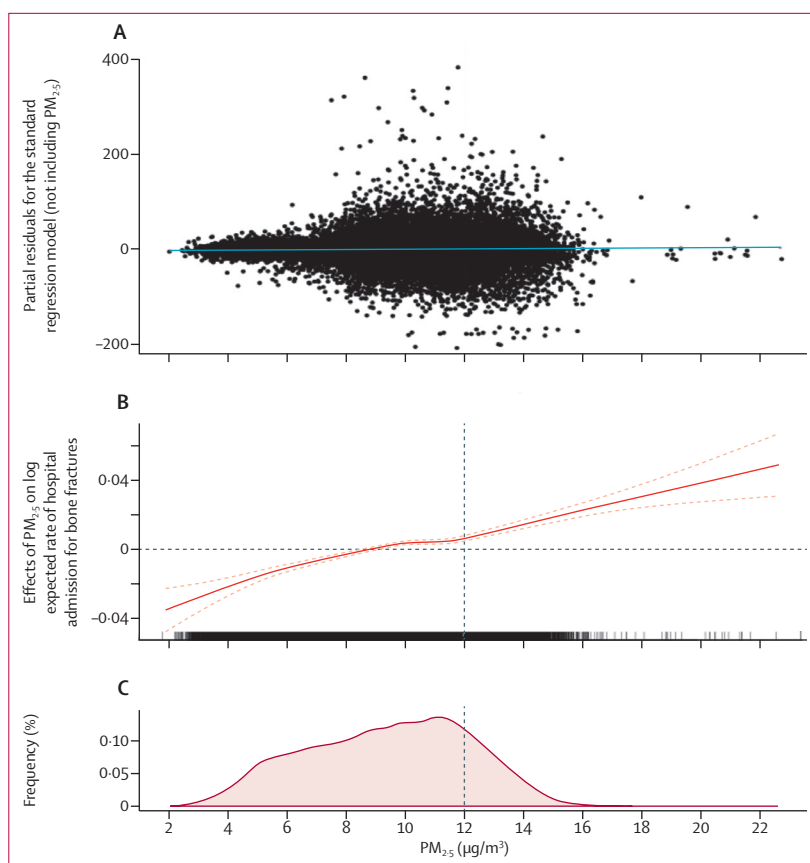 A
Partial residuals for the standard
regression model (not including PM₂·₅)
400
200
0
–200
B
Effects of PM₂·₅ on log
expected rate of hospital
admission for bone fractures
0·04
0
–0·04
C
Frequency (%)
0·10
0·05
0
2 4 6 8 10 12 14 16 18 20 22
PM₂·₅ (μg/m³)